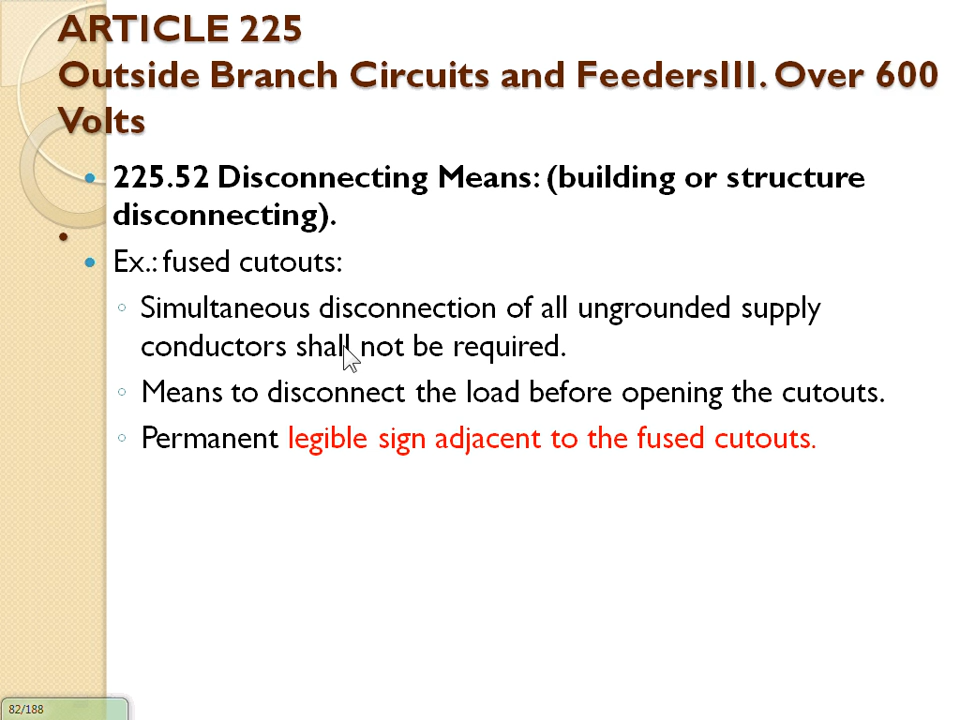 ARTICLE 225
Outside Branch Circuits and FeedersIII. Over 600
Volts
• 225.52 Disconnecting Means: (building or structure
disconnecting).
•
• Ex.: fused cutouts:
◦ Simultaneous disconnection of all ungrounded supply
conductors shall not be required.
◦ Means to disconnect the load before opening the cutouts.
◦ Permanent legible sign adjacent to the fused cutouts.
82/188